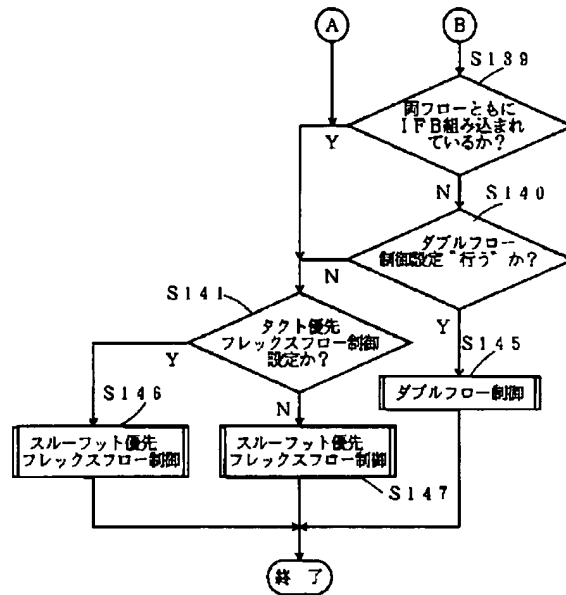 A
B
S139
両フローともに
IFB組み込まれ
ているか?
Y
N
S140
ダブルフロー
制御設定"行う"か?
N
Y
S141
タクト優先
フレックスフロー制御
設定か?
Y
N
S145
ダブルフロー制御
S146
スルーフット優先
フレックスフロー制御
スルーフット優先
フレックスフロー制御
S147
終 了